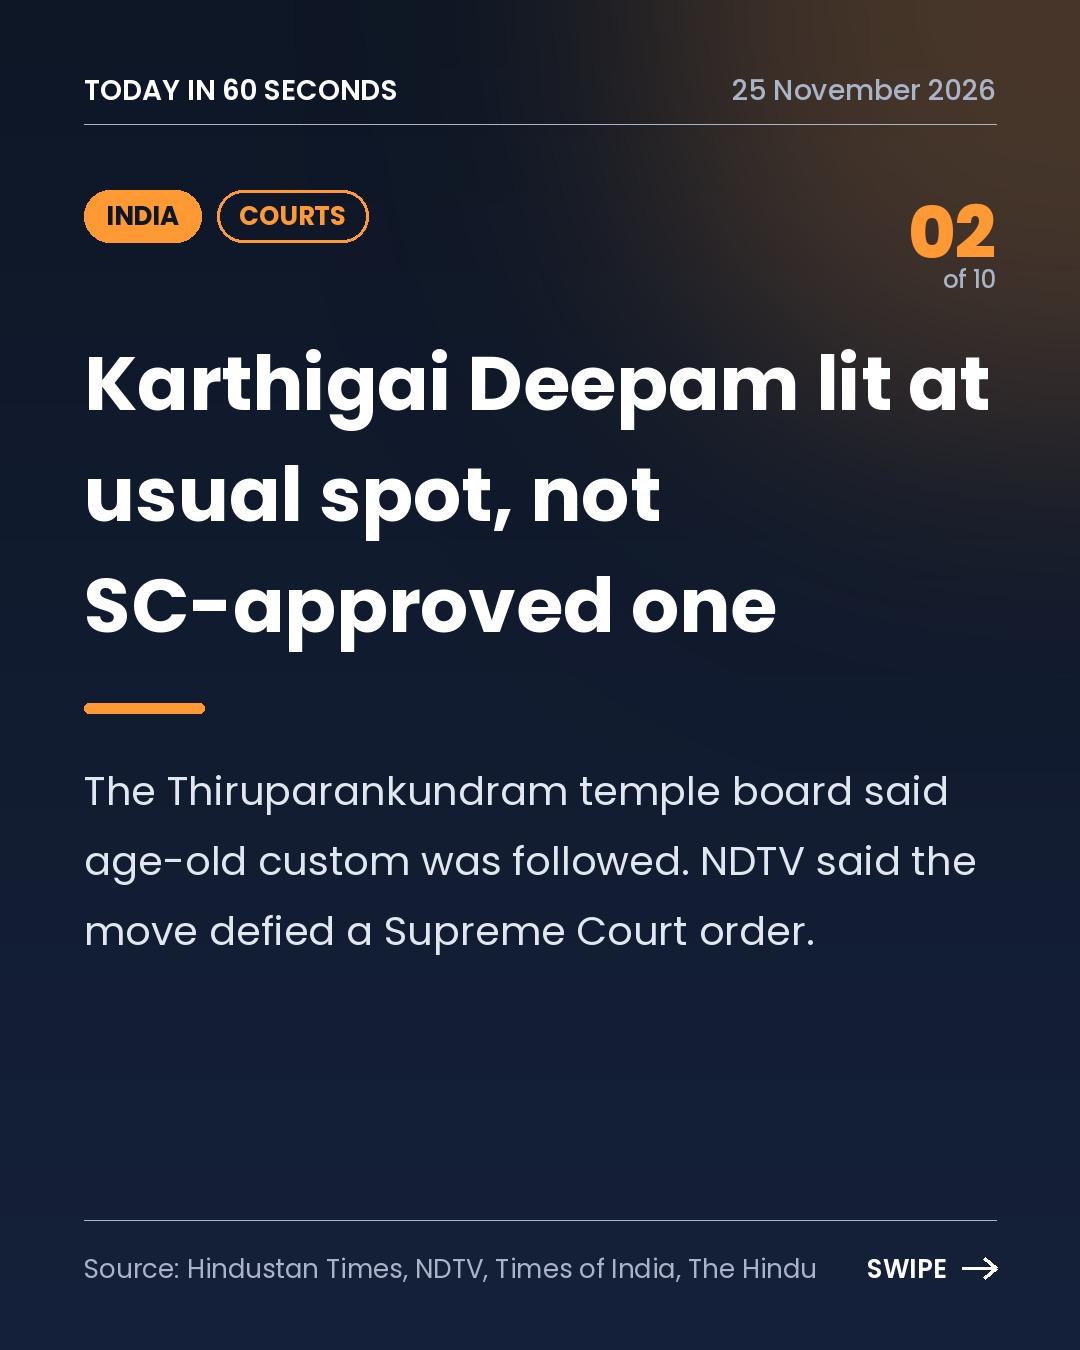 TODAY IN 60 SECONDS
25 November 2026
INDIA
COURTS
02
of 10
Karthigai Deepam lit at
usual spot, not
SC-approved one
The Thiruparankundram temple board said
age-old custom was followed. NDTV said the
move defied a Supreme Court order.
Source: Hindustan Times, NDTV, Times of India, The Hindu
SWIPE